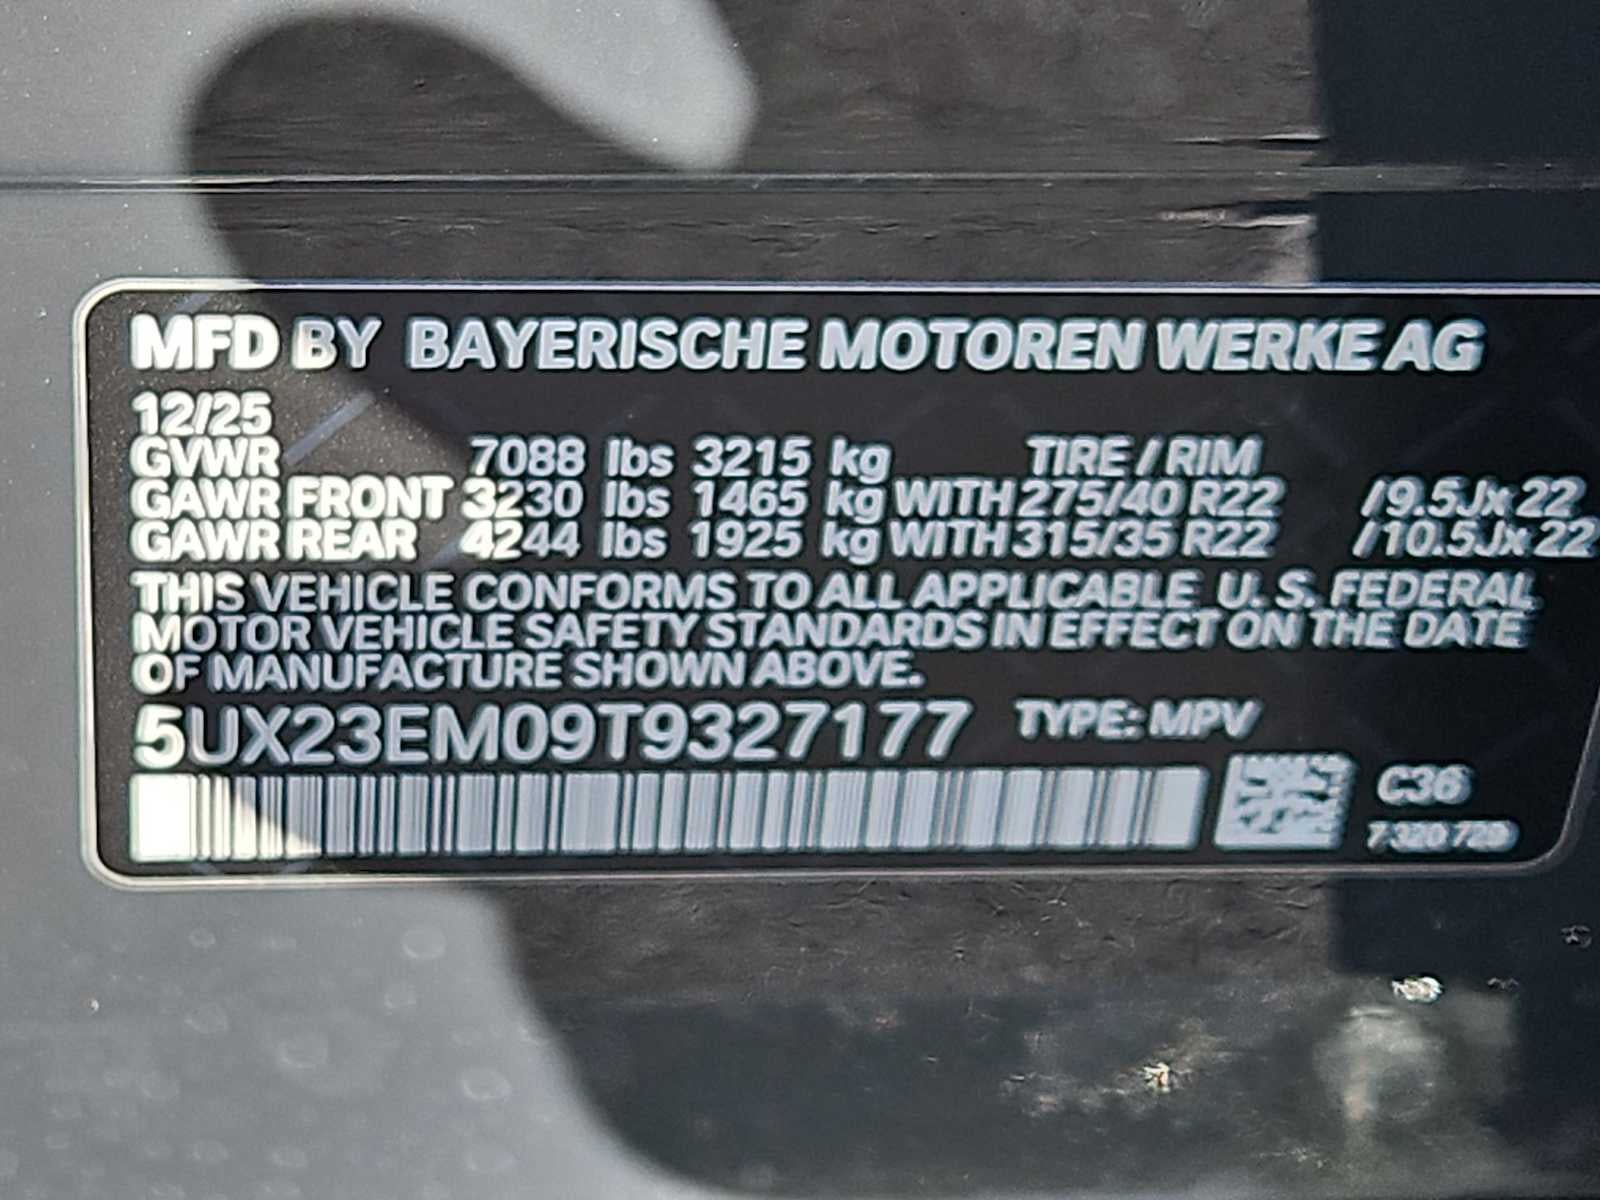 MFD BY BAYERISCHE MOTOREN WERKE AG
12/25
GVWR 7088 lbs 3215 kg TIRE / RIM
GAWR FRONT 3230 lbs 1465 kg WITH 275/40 R22 /9.5Jx22
GAWR REAR 4244 lbs 1925 kg WITH 315/35 R22 /10.5Jx22
THIS VEHICLE CONFORMS TO ALL APPLICABLE U. S. FEDERAL
MOTOR VEHICLE SAFETY STANDARDS IN EFFECT ON THE DATE
OF MANUFACTURE SHOWN ABOVE.
5UX23EM09T9327177 TYPE: MPV
C36
7 320 729